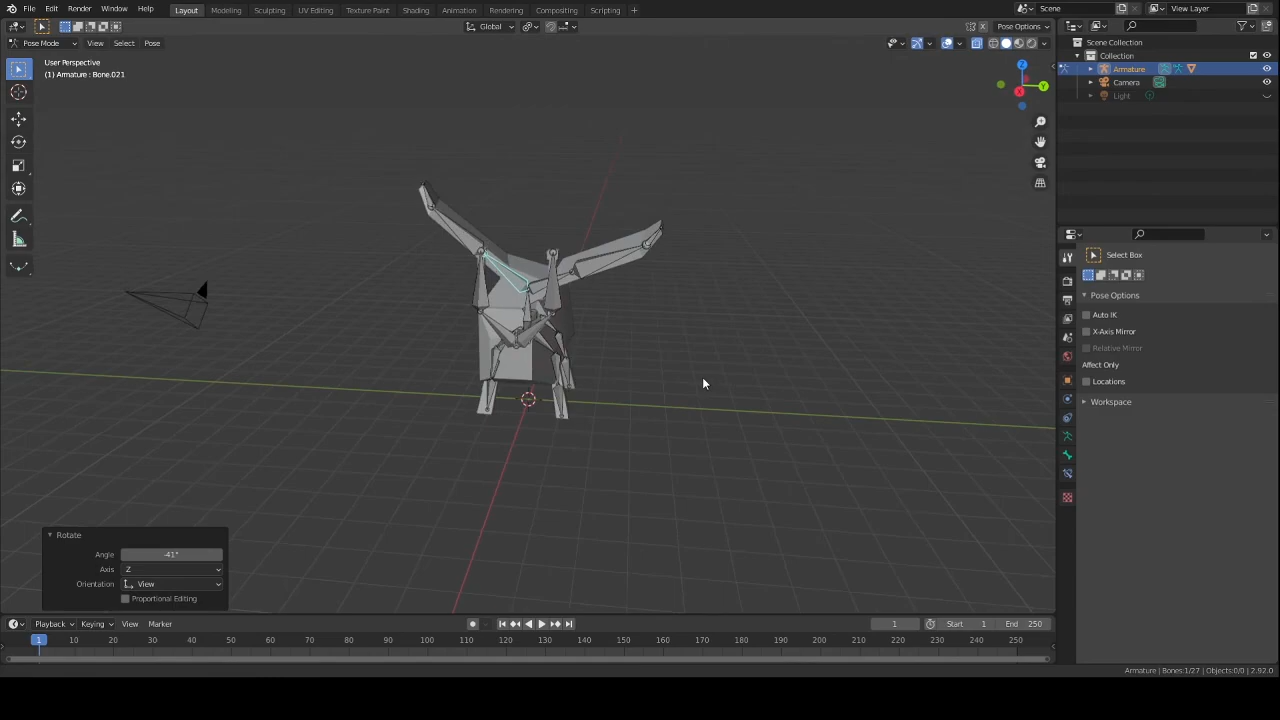 File Edit Render Window Help Layout Modeling Sculpting UV Editing Texture Paint Shading Animation Rendering Compositing Scripting + Scene View Layer
Global Pose Options
Pose Mode View Select Pose
User Perspective
(1) Armature : Bone.021
Z
Y
X
Scene Collection
Collection
Armature
Camera
Light
Select Box
Pose Options
Auto IK
X-Axis Mirror
Relative Mirror
Affect Only
Locations
Workspace
Rotate
Angle -41°
Axis Z
Orientation View
Proportional Editing
Playback Keying View Marker 1 Start 1 End 250
1 10 20 30 40 50 60 70 80 90 100 110 120 130 140 150 160 170 180 190 200 210 220 230 240 250
Armature | Bones:1/27 | Objects:0/0 | 2.92.0